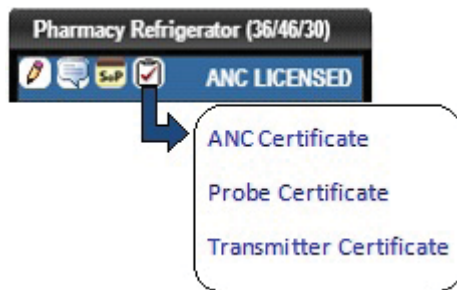 Pharmacy Refrigerator (36/46/30)
SOP ANC LICENSED
ANC Certificate
Probe Certificate
Transmitter Certificate